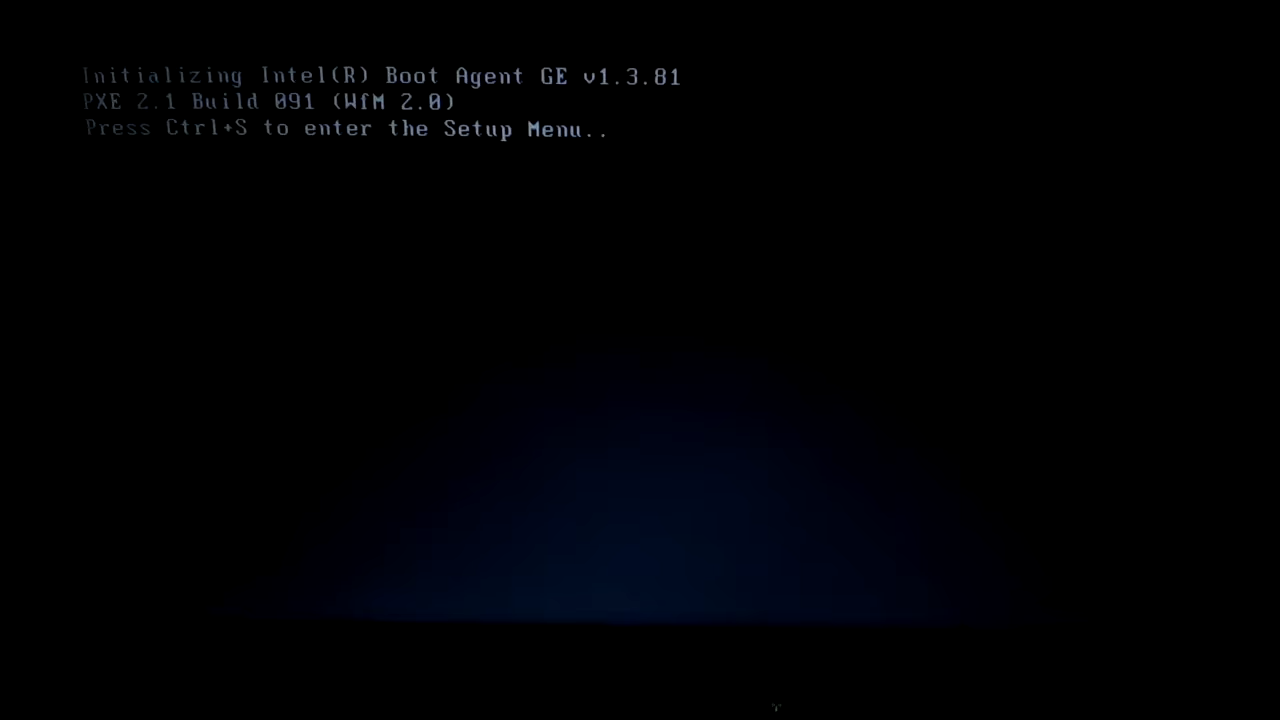 Initializing Intel(R) Boot Agent GE v1.3.81
PXE 2.1 Build 091 (WfM 2.0)
Press Ctrl+S to enter the Setup Menu..